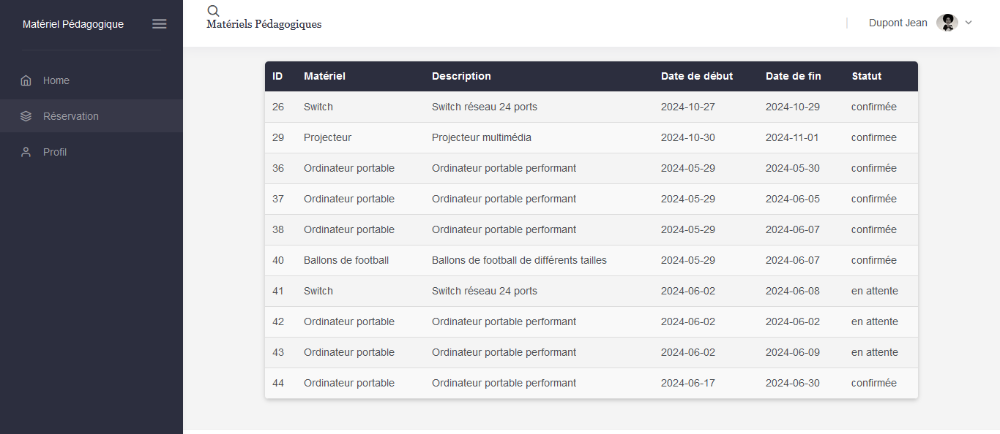 Matériel Pédagogique
Home
Réservation
Profil
Matériels Pédagogiques
Dupont Jean
ID Matériel Description Date de début Date de fin Statut
26 Switch Switch réseau 24 ports 2024-10-27 2024-10-29 confirmée
29 Projecteur Projecteur multimédia 2024-10-30 2024-11-01 confirmee
36 Ordinateur portable Ordinateur portable performant 2024-05-29 2024-05-30 confirmée
37 Ordinateur portable Ordinateur portable performant 2024-05-29 2024-06-05 confirmée
38 Ordinateur portable Ordinateur portable performant 2024-05-29 2024-06-07 confirmée
40 Ballons de football Ballons de football de différents tailles 2024-05-29 2024-06-07 confirmée
41 Switch Switch réseau 24 ports 2024-06-02 2024-06-08 en attente
42 Ordinateur portable Ordinateur portable performant 2024-06-02 2024-06-02 en attente
43 Ordinateur portable Ordinateur portable performant 2024-06-02 2024-06-09 en attente
44 Ordinateur portable Ordinateur portable performant 2024-06-17 2024-06-30 confirmée